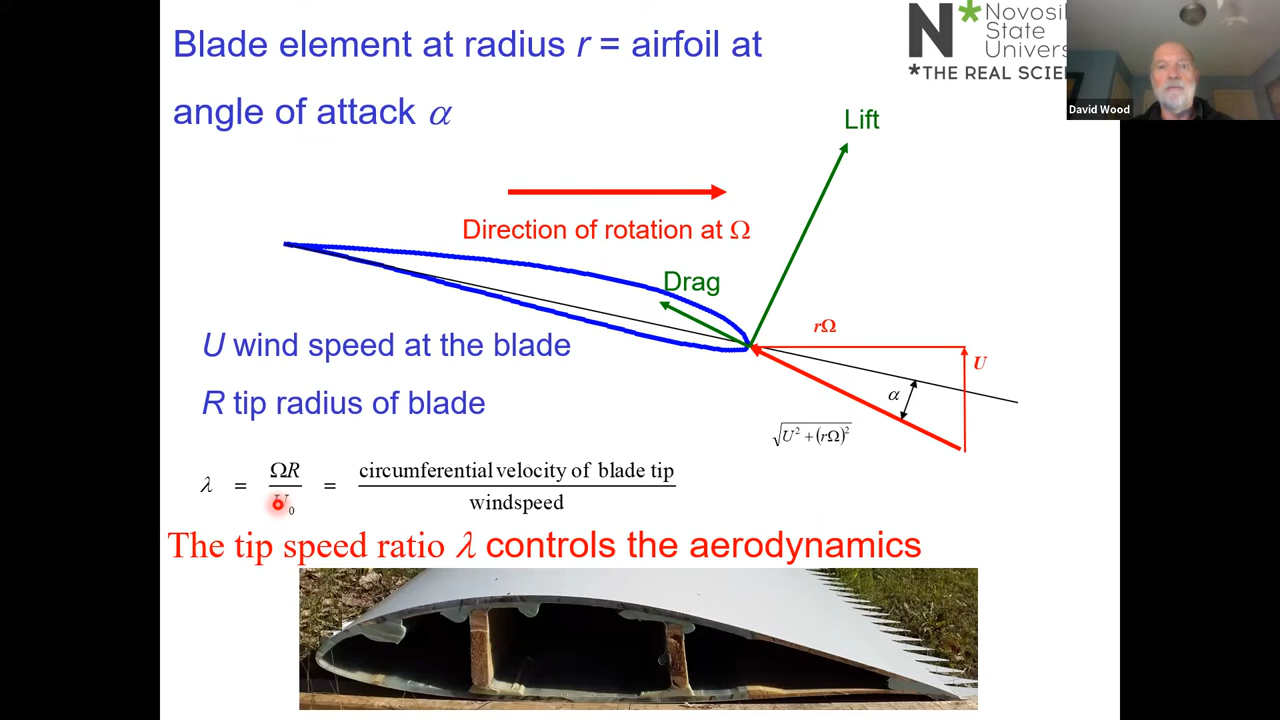 Blade element at radius r = airfoil at
angle of attack α
N* Novosi
State
Univers
*THE REAL SCIE
David Wood
Lift
Direction of rotation at Ω
Drag
rΩ
U
α
√U² + (rΩ)²
U wind speed at the blade
R tip radius of blade
λ = ΩR / U₀ = circumferential velocity of blade tip / windspeed
The tip speed ratio λ controls the aerodynamics